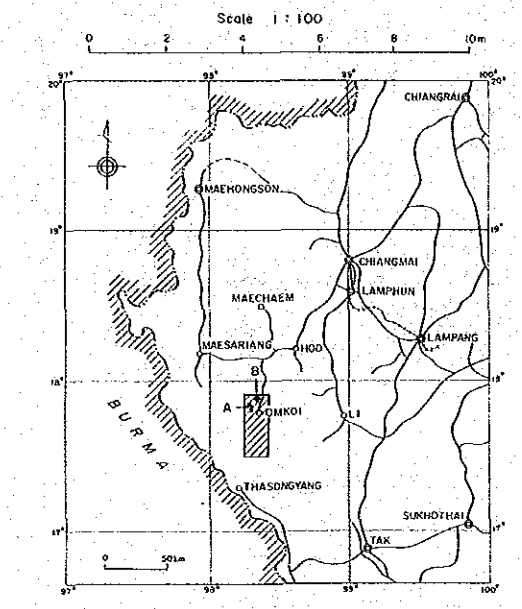 Scale 1 : 100
0 2 4 6 8 10m
97° 98° 99° 100°
20° 20°
CHIANGRAI
MAEHONGSON
19° 19°
CHIANGMAI
LAMPHUN
MAECHAEM
LAMPANG
MAESARIANG HOD
18° 18°
B
A OMKOI LI
BURMA
THASONGYANG
SUKHOTHAI
17° 17°
TAK
0 50km
97° 98° 99° 100°